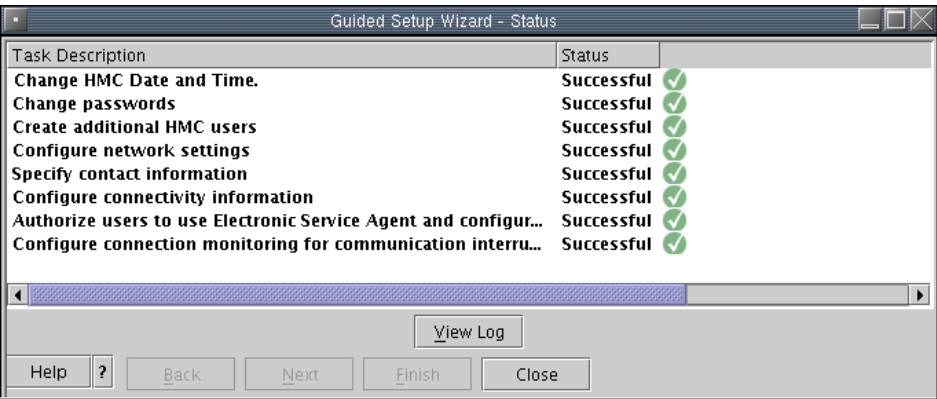 Guided Setup Wizard - Status
Task Description Status
Change HMC Date and Time. Successful
Change passwords Successful
Create additional HMC users Successful
Configure network settings Successful
Specify contact information Successful
Configure connectivity information Successful
Authorize users to use Electronic Service Agent and configur... Successful
Configure connection monitoring for communication interru... Successful
View Log
Help ? Back Next Finish Close